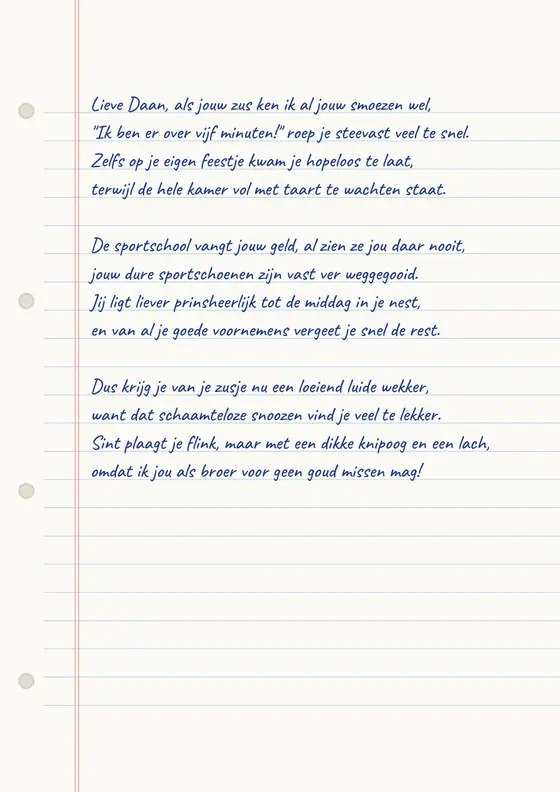 Lieve Daan, als jouw zus ken ik al jouw smoezen wel,
"Ik ben er over vijf minuten!" roep je steevast veel te snel.
Zelfs op je eigen feestje kwam je hopeloos te laat,
terwijl de hele kamer vol met taart te wachten staat.

De sportschool vangt jouw geld, al zien ze jou daar nooit,
jouw dure sportschoenen zijn vast ver weggegooid.
Jij ligt liever prinsheerlijk tot de middag in je nest,
en van al je goede voornemens vergeet je snel de rest.

Dus krijg je van je zusje nu een loeiend luide wekker,
want dat schaamteloze snoozen vind je veel te lekker.
Sint plaagt je flink, maar met een dikke knipoog en een lach,
omdat ik jou als broer voor geen goud missen mag!